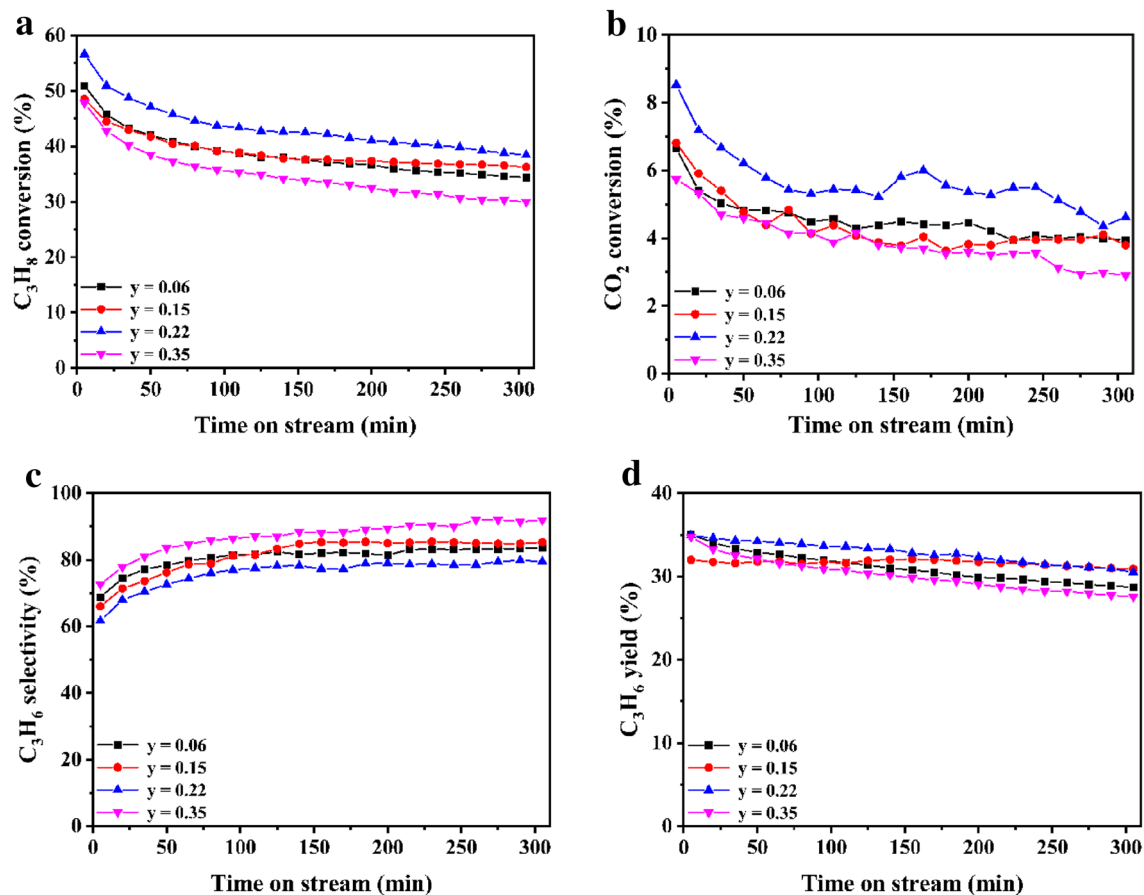 a
C₃H₈ conversion (%)
60
50
40
30
20
10
0
y = 0.06
y = 0.15
y = 0.22
y = 0.35
0 50 100 150 200 250 300
Time on stream (min)
b
CO₂ conversion (%)
10
8
6
4
2
0
y = 0.06
y = 0.15
y = 0.22
y = 0.35
0 50 100 150 200 250 300
Time on stream (min)
c
C₃H₆ selectivity (%)
100
80
60
40
20
0
y = 0.06
y = 0.15
y = 0.22
y = 0.35
0 50 100 150 200 250 300
Time on stream (min)
d
C₃H₆ yield (%)
40
30
20
10
0
y = 0.06
y = 0.15
y = 0.22
y = 0.35
0 50 100 150 200 250 300
Time on stream (min)